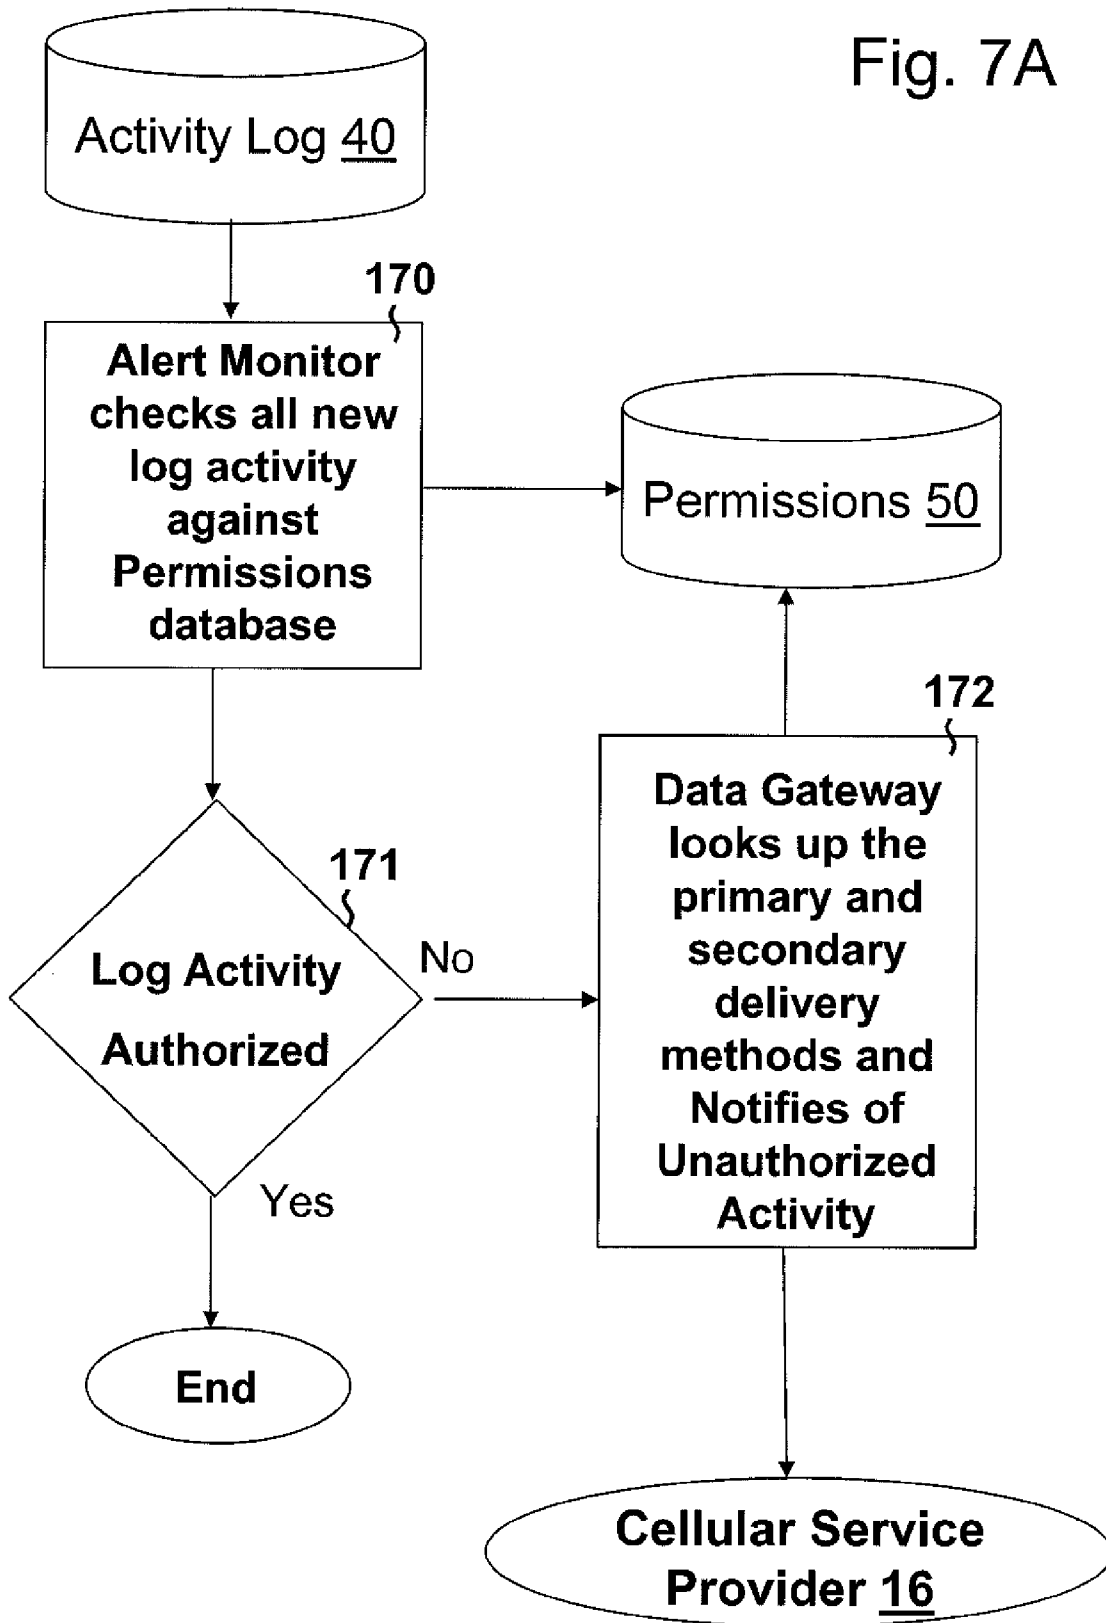 Fig. 7A
Activity Log 40
170
Alert Monitor
checks all new
log activity
against
Permissions
database
Permissions 50
171
Log Activity
Authorized
No
Yes
172
Data Gateway
looks up the
primary and
secondary
delivery
methods and
Notifies of
Unauthorized
Activity
End
Cellular Service
Provider 16